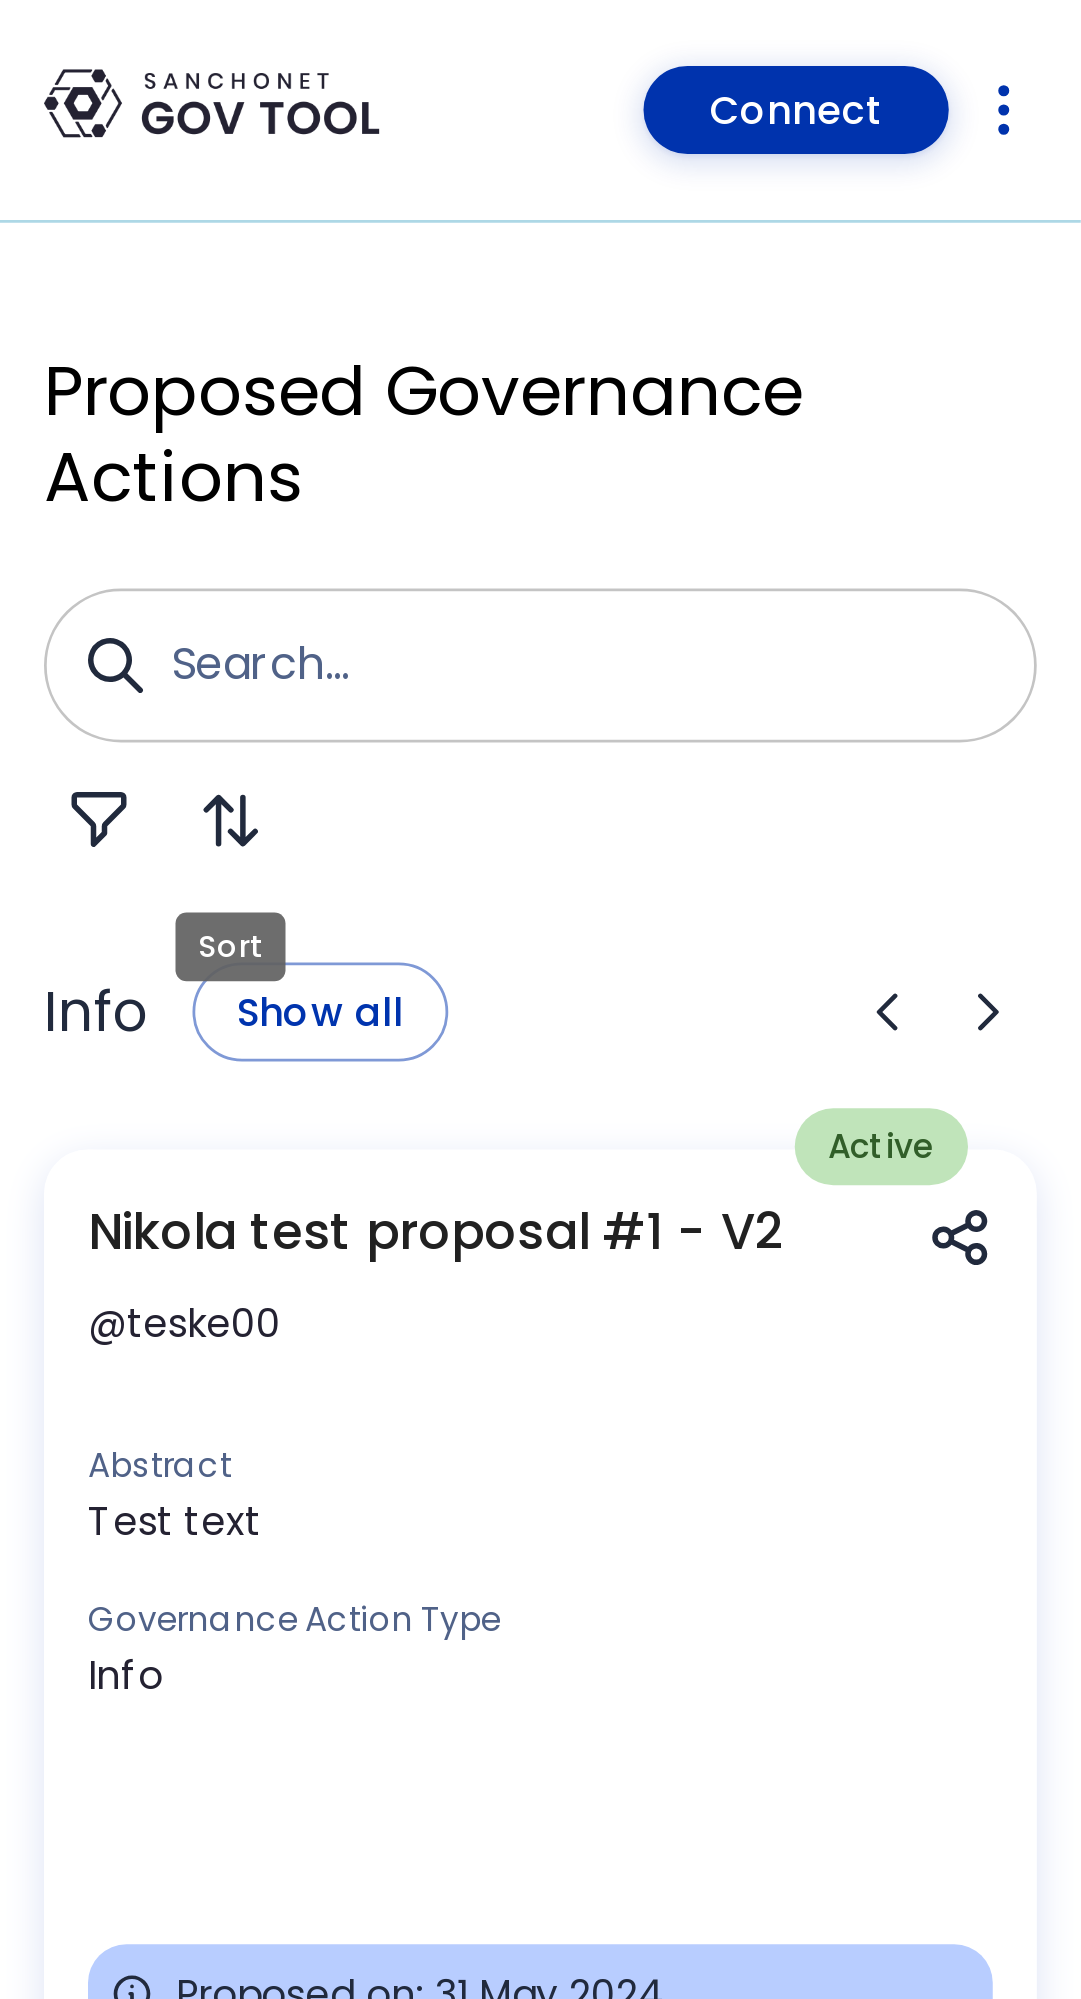 SANCHONET
GOV TOOL
Connect
Proposed Governance
Actions
Search...
Sort
Info
Show all
Active
Nikola test proposal #1 - V2
@teske00
Abstract
Test text
Governance Action Type
Info
Proposed on: 31 May 2024